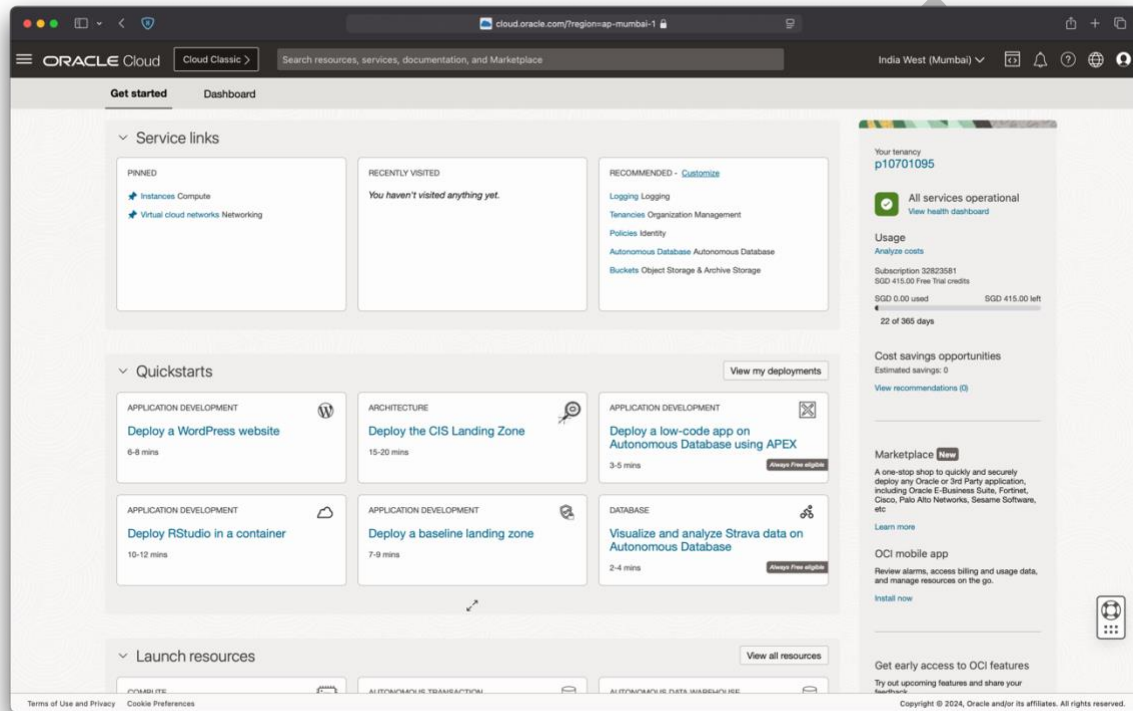 cloud.oracle.com/?region=ap-mumbai-1
ORACLE Cloud
Cloud Classic >
Search resources, services, documentation, and Marketplace
India West (Mumbai)
Get started
Dashboard
Service links
PINNED
Instances Compute
Virtual cloud networks Networking
RECENTLY VISITED
You haven't visited anything yet.
RECOMMENDED - Customize
Logging Logging
Tenancies Organization Management
Policies Identity
Autonomous Database Autonomous Database
Buckets Object Storage & Archive Storage
Quickstarts
View my deployments
APPLICATION DEVELOPMENT
Deploy a WordPress website
6-8 mins
ARCHITECTURE
Deploy the CIS Landing Zone
15-20 mins
APPLICATION DEVELOPMENT
Deploy a low-code app on
Autonomous Database using APEX
3-5 mins
Always Free eligible
APPLICATION DEVELOPMENT
Deploy RStudio in a container
10-12 mins
APPLICATION DEVELOPMENT
Deploy a baseline landing zone
7-9 mins
DATABASE
Visualize and analyze Strava data on
Autonomous Database
2-4 mins
Always Free eligible
Launch resources
View all resources
COMPUTE
AUTONOMOUS TRANSACTION
AUTONOMOUS DATA WAREHOUSE
Your tenancy
p10701095
All services operational
View health dashboard
Usage
Analyze costs
Subscription 32823581
SGD 415.00 Free Trial credits
SGD 0.00 used
SGD 415.00 left
22 of 365 days
Cost savings opportunities
Estimated savings: 0
View recommendations (0)
Marketplace New
A one-stop shop to quickly and securely
deploy any Oracle or 3rd Party application,
including Oracle E-Business Suite, Fortinet,
Cisco, Palo Alto Networks, Sesame Software,
etc
Learn more
OCI mobile app
Review alarms, access billing and usage data,
and manage resources on the go.
Install now
Get early access to OCI features
Try out upcoming features and share your
feedback
Terms of Use and Privacy
Cookie Preferences
Copyright © 2024, Oracle and/or its affiliates. All rights reserved.